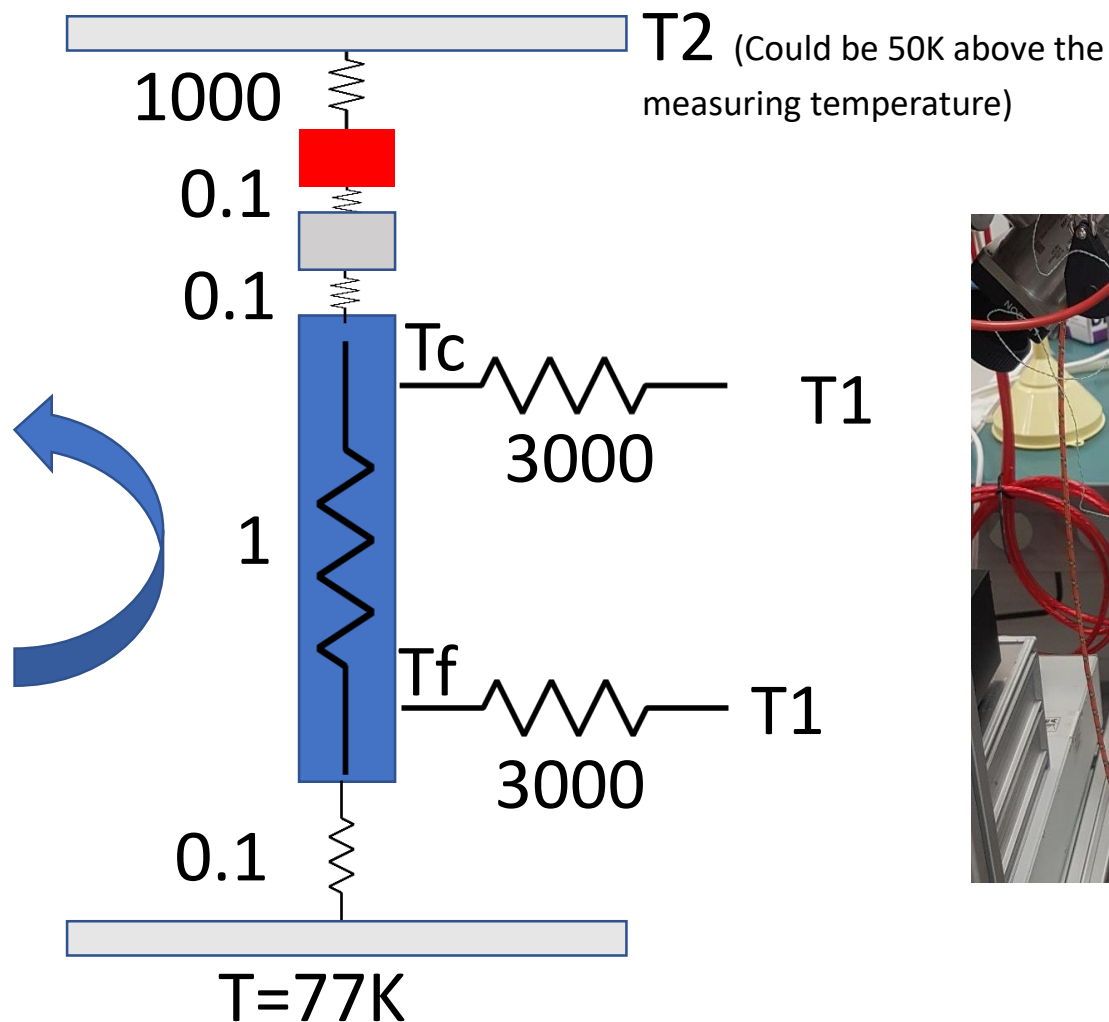 T2 (Could be 50K above the
measuring temperature)
1000
0.1
0.1
Tc
T1
3000
1
Tf
T1
3000
0.1
T=77K